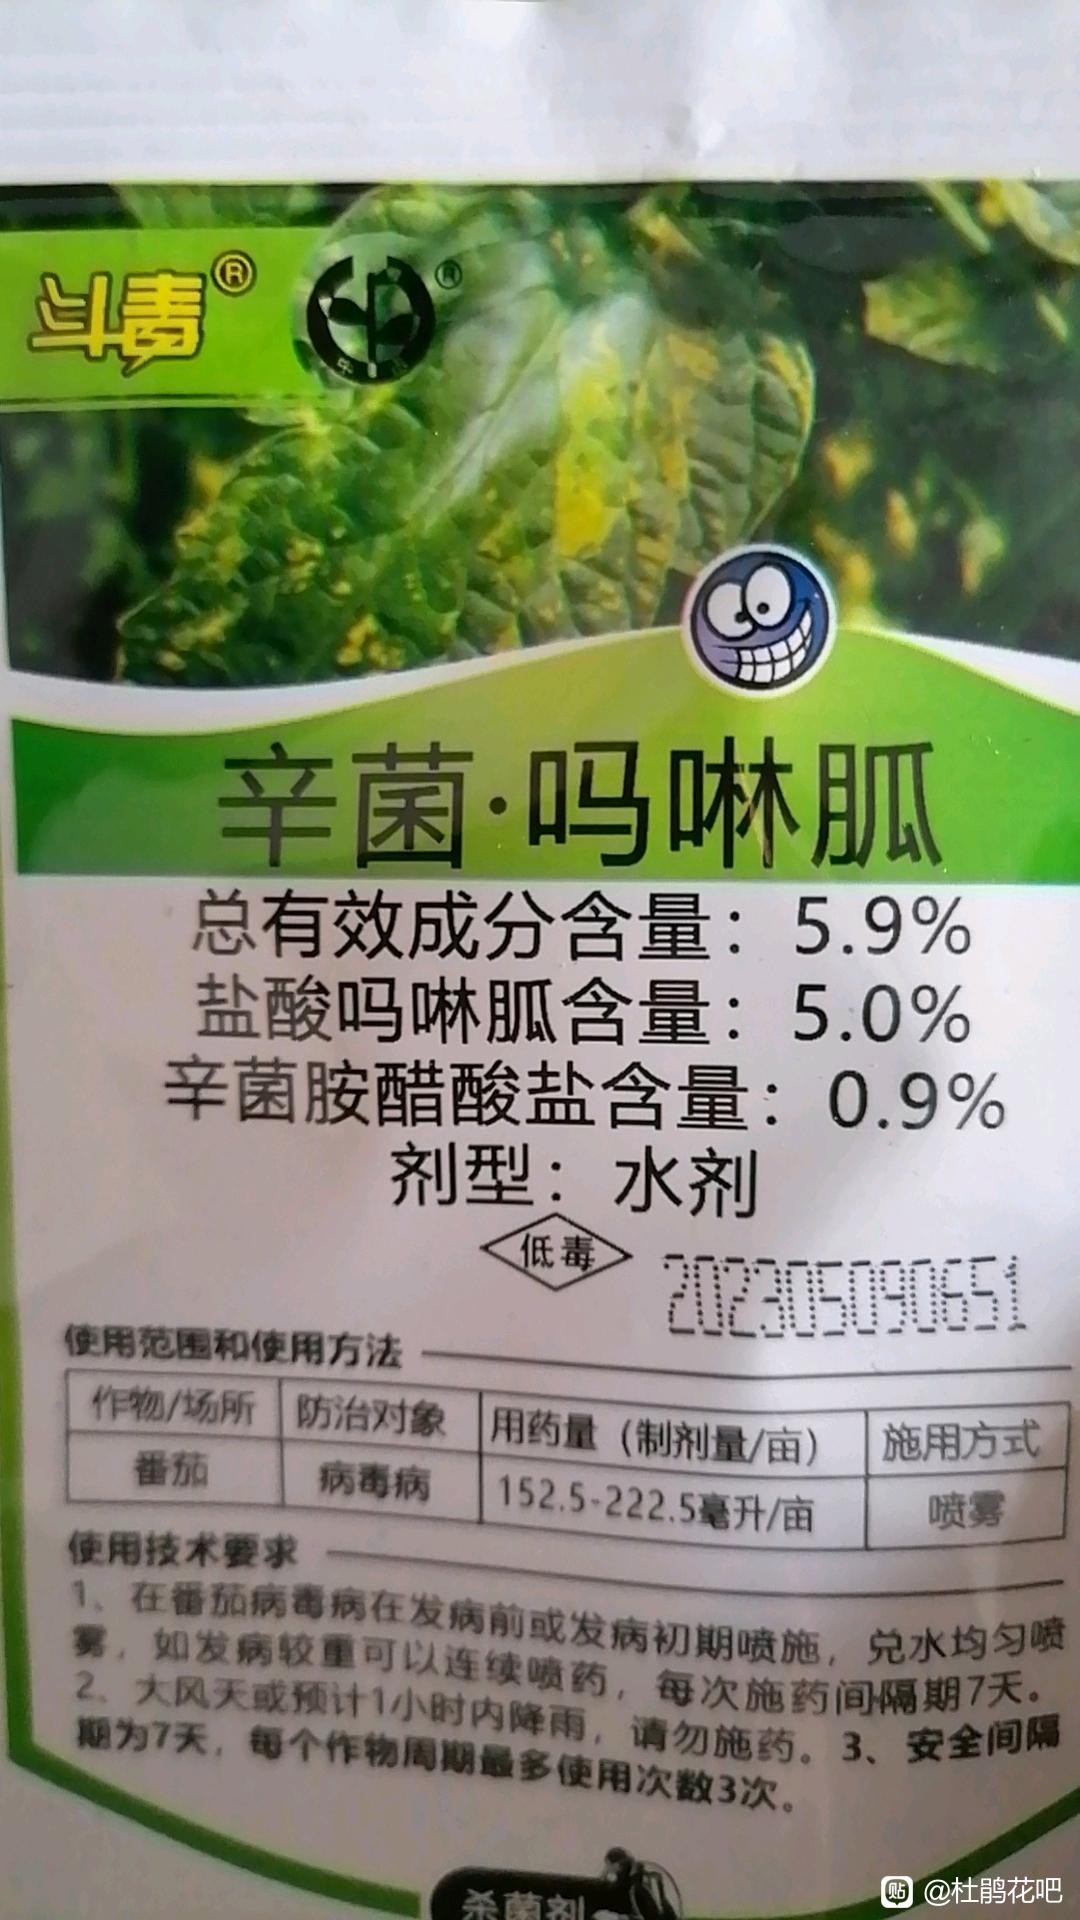 斗毒®
®
辛菌·吗啉胍
总有效成分含量：5.9%
盐酸吗啉胍含量：5.0%
辛菌胺醋酸盐含量：0.9%
剂型：水剂
低毒
202305090651
使用范围和使用方法
作物/场所 防治对象 用药量（制剂量/亩） 施用方式
番茄 病毒病 152.5-222.5毫升/亩 喷雾
使用技术要求
1、在番茄病毒病在发病前或发病初期喷施，兑水均匀喷
雾，如发病较重可以连续喷药，每次施药间隔期7天。
2、大风天或预计1小时内降雨，请勿施药。3、安全间隔
期为7天，每个作物周期最多使用次数3次。
杀菌剂
贴 @杜鹃花吧